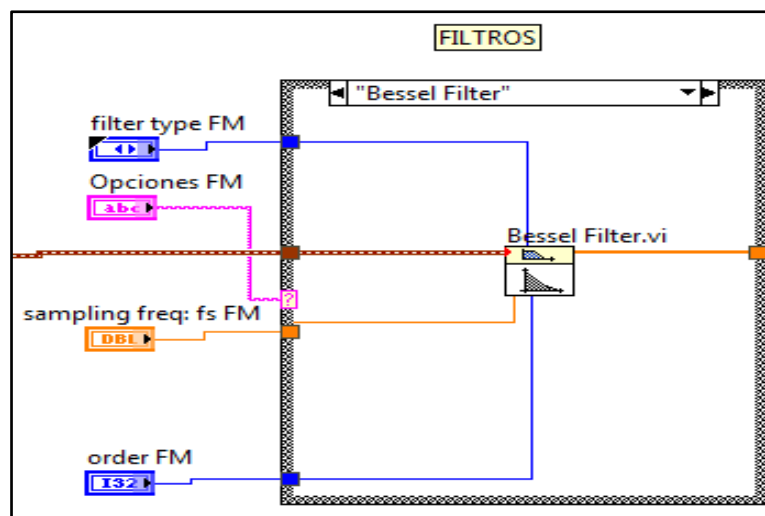 FILTROS
"Bessel Filter"
filter type FM
Opciones FM
abc
Bessel Filter.vi
?
sampling freq: fs FM
DBL
order FM
I32